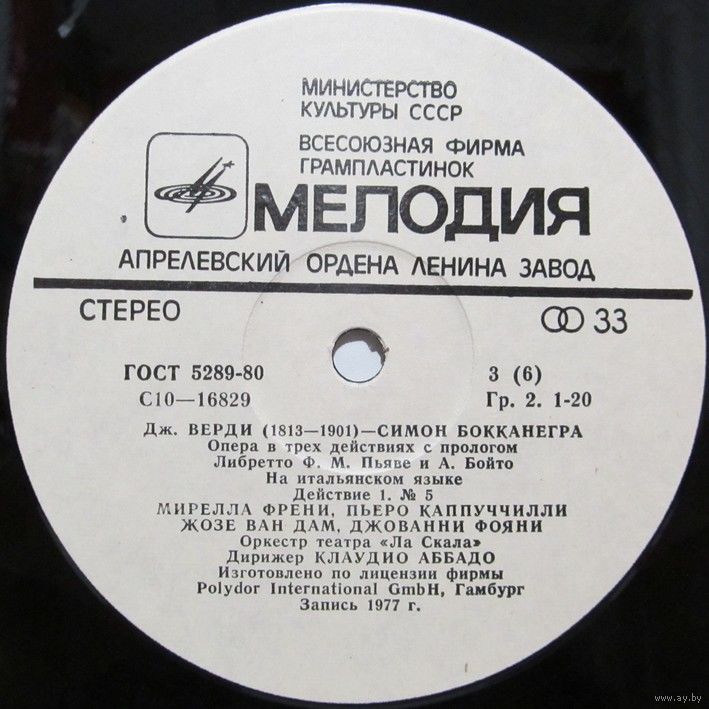 МИНИСТЕРСТВО
КУЛЬТУРЫ СССР
ВСЕСОЮЗНАЯ ФИРМА
ГРАМПЛАСТИНОК
МЕЛОДИЯ
АПРЕЛЕВСКИЙ ОРДЕНА ЛЕНИНА ЗАВОД
СТЕРЕО 33
ГОСТ 5289-80 3 (6)
С10—16829 Гр. 2. 1-20
Дж. ВЕРДИ (1813—1901)—СИМОН БОККАНЕГРА
Опера в трех действиях с прологом
Либретто Ф. М. Пьяве и А. Бойто
На итальянском языке
Действие 1. № 5
МИРЕЛЛА ФРЕНИ, ПЬЕРО КАППУЧЧИЛЛИ
ЖОЗЕ ВАН ДАМ, ДЖОВАННИ ФОЯНИ
Оркестр театра «Ла Скала»
Дирижер КЛАУДИО АББАДО
Изготовлено по лицензии фирмы
Polydor International GmbH, Гамбург
Запись 1977 г.
www.ay.by